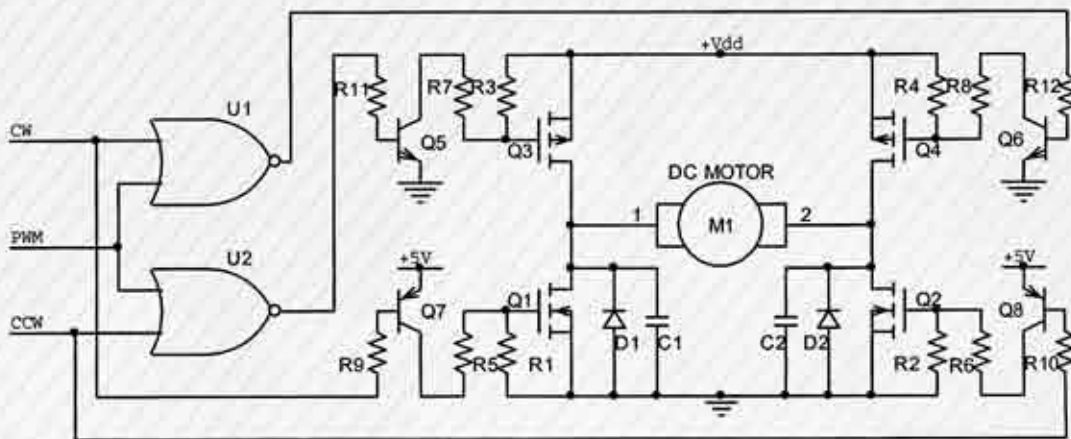 +Vdd
R11
R7
R3
R4
R8
R12
U1
CW
Q5
Q3
Q4
Q6
DC MOTOR
1
M1
2
PWM
U2
+5V
+5V
Q7
Q1
Q2
Q8
CCW
R9
R5
R1
D1
C1
C2
D2
R2
R6
R10